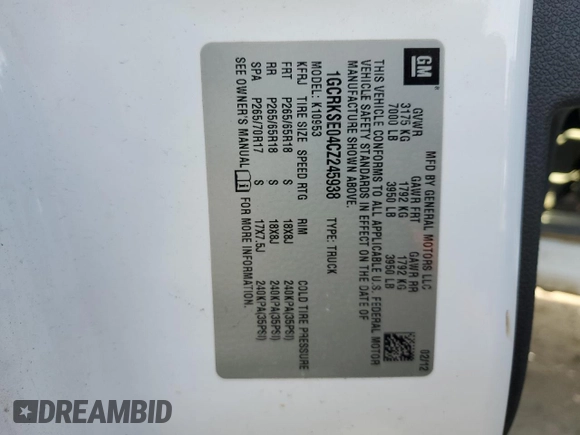 GM
MFD BY GENERAL MOTORS LLC 02/12
GVWR GAWR FRT GAWR RR
3175 KG 1792 KG 1792 KG
7000 LB 3950 LB 3950 LB
THIS VEHICLE CONFORMS TO ALL APPLICABLE U.S. FEDERAL MOTOR
VEHICLE SAFETY STANDARDS IN EFFECT ON THE DATE OF
MANUFACTURE SHOWN ABOVE.
1GCRKSE04CZ245938 TYPE: TRUCK
MODEL: K10953
KFRJ TIRE SIZE SPEED RTG RIM COLD TIRE PRESSURE
FRT P265/65R18 S 18X8J 240KPA(35PSI)
RR P265/65R18 S 18X8J 240KPA(35PSI)
SPA P265/70R17 S 17X7.5J 240KPA(35PSI)
SEE OWNER'S MANUAL FOR MORE INFORMATION.
DREAMBID